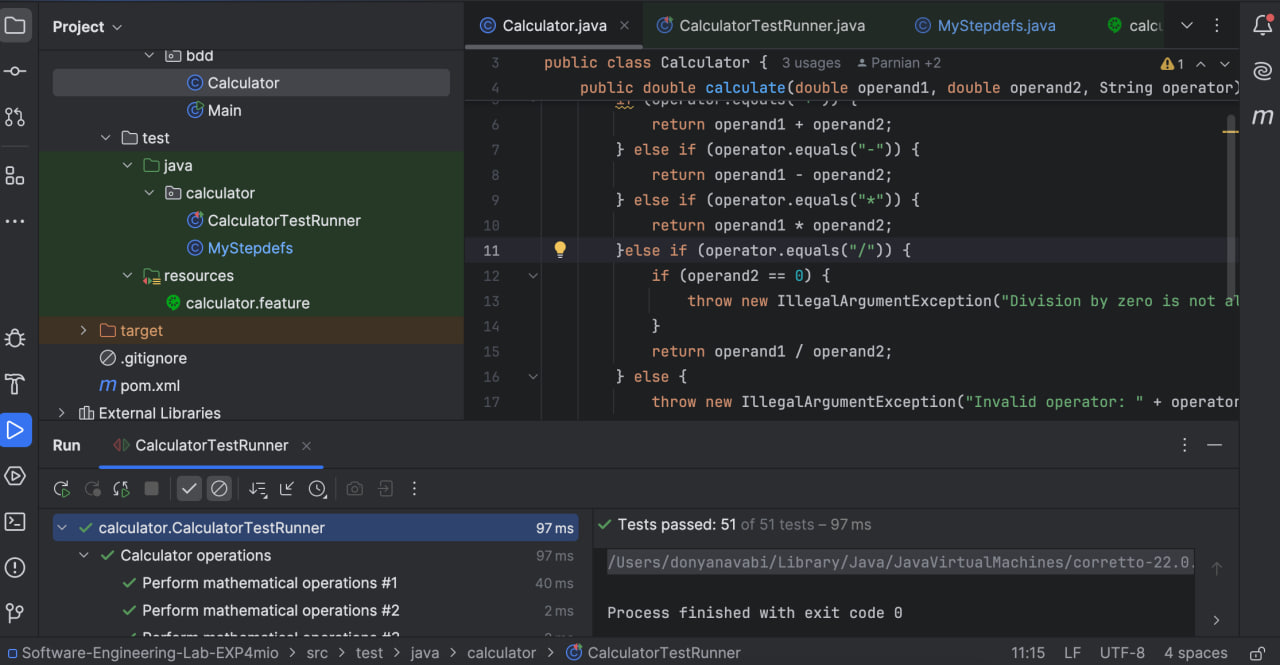 Project
bdd
Calculator
Main
test
java
calculator
CalculatorTestRunner
MyStepdefs
resources
calculator.feature
target
.gitignore
pom.xml
External Libraries
Calculator.java
CalculatorTestRunner.java
MyStepdefs.java
calcu
3 public class Calculator { 3 usages Parnian +2
1
4 public double calculate(double operand1, double operand2, String operator)
if (operator.equals("+")) {
6 return operand1 + operand2;
7 } else if (operator.equals("-")) {
8 return operand1 - operand2;
9 } else if (operator.equals("*")) {
10 return operand1 * operand2;
11 }else if (operator.equals("/")) {
12 if (operand2 == 0) {
13 throw new IllegalArgumentException("Division by zero is not al
14 }
15 return operand1 / operand2;
16 } else {
17 throw new IllegalArgumentException("Invalid operator: " + operator
m
Run
CalculatorTestRunner
calculator.CalculatorTestRunner 97 ms
Calculator operations 97 ms
Perform mathematical operations #1 40 ms
Perform mathematical operations #2 2 ms
Perform mathematical operations
Tests passed: 51 of 51 tests – 97 ms
/Users/donyanavabi/Library/Java/JavaVirtualMachines/corretto-22.0.
Process finished with exit code 0
Software-Engineering-Lab-EXP4mio > src > test > java > calculator > CalculatorTestRunner
11:15 LF UTF-8 4 spaces